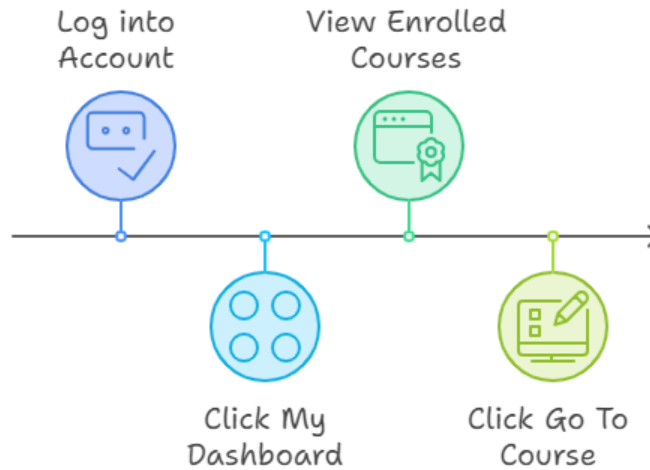 Log into
Account
View Enrolled
Courses
Click My
Dashboard
Click Go To
Course